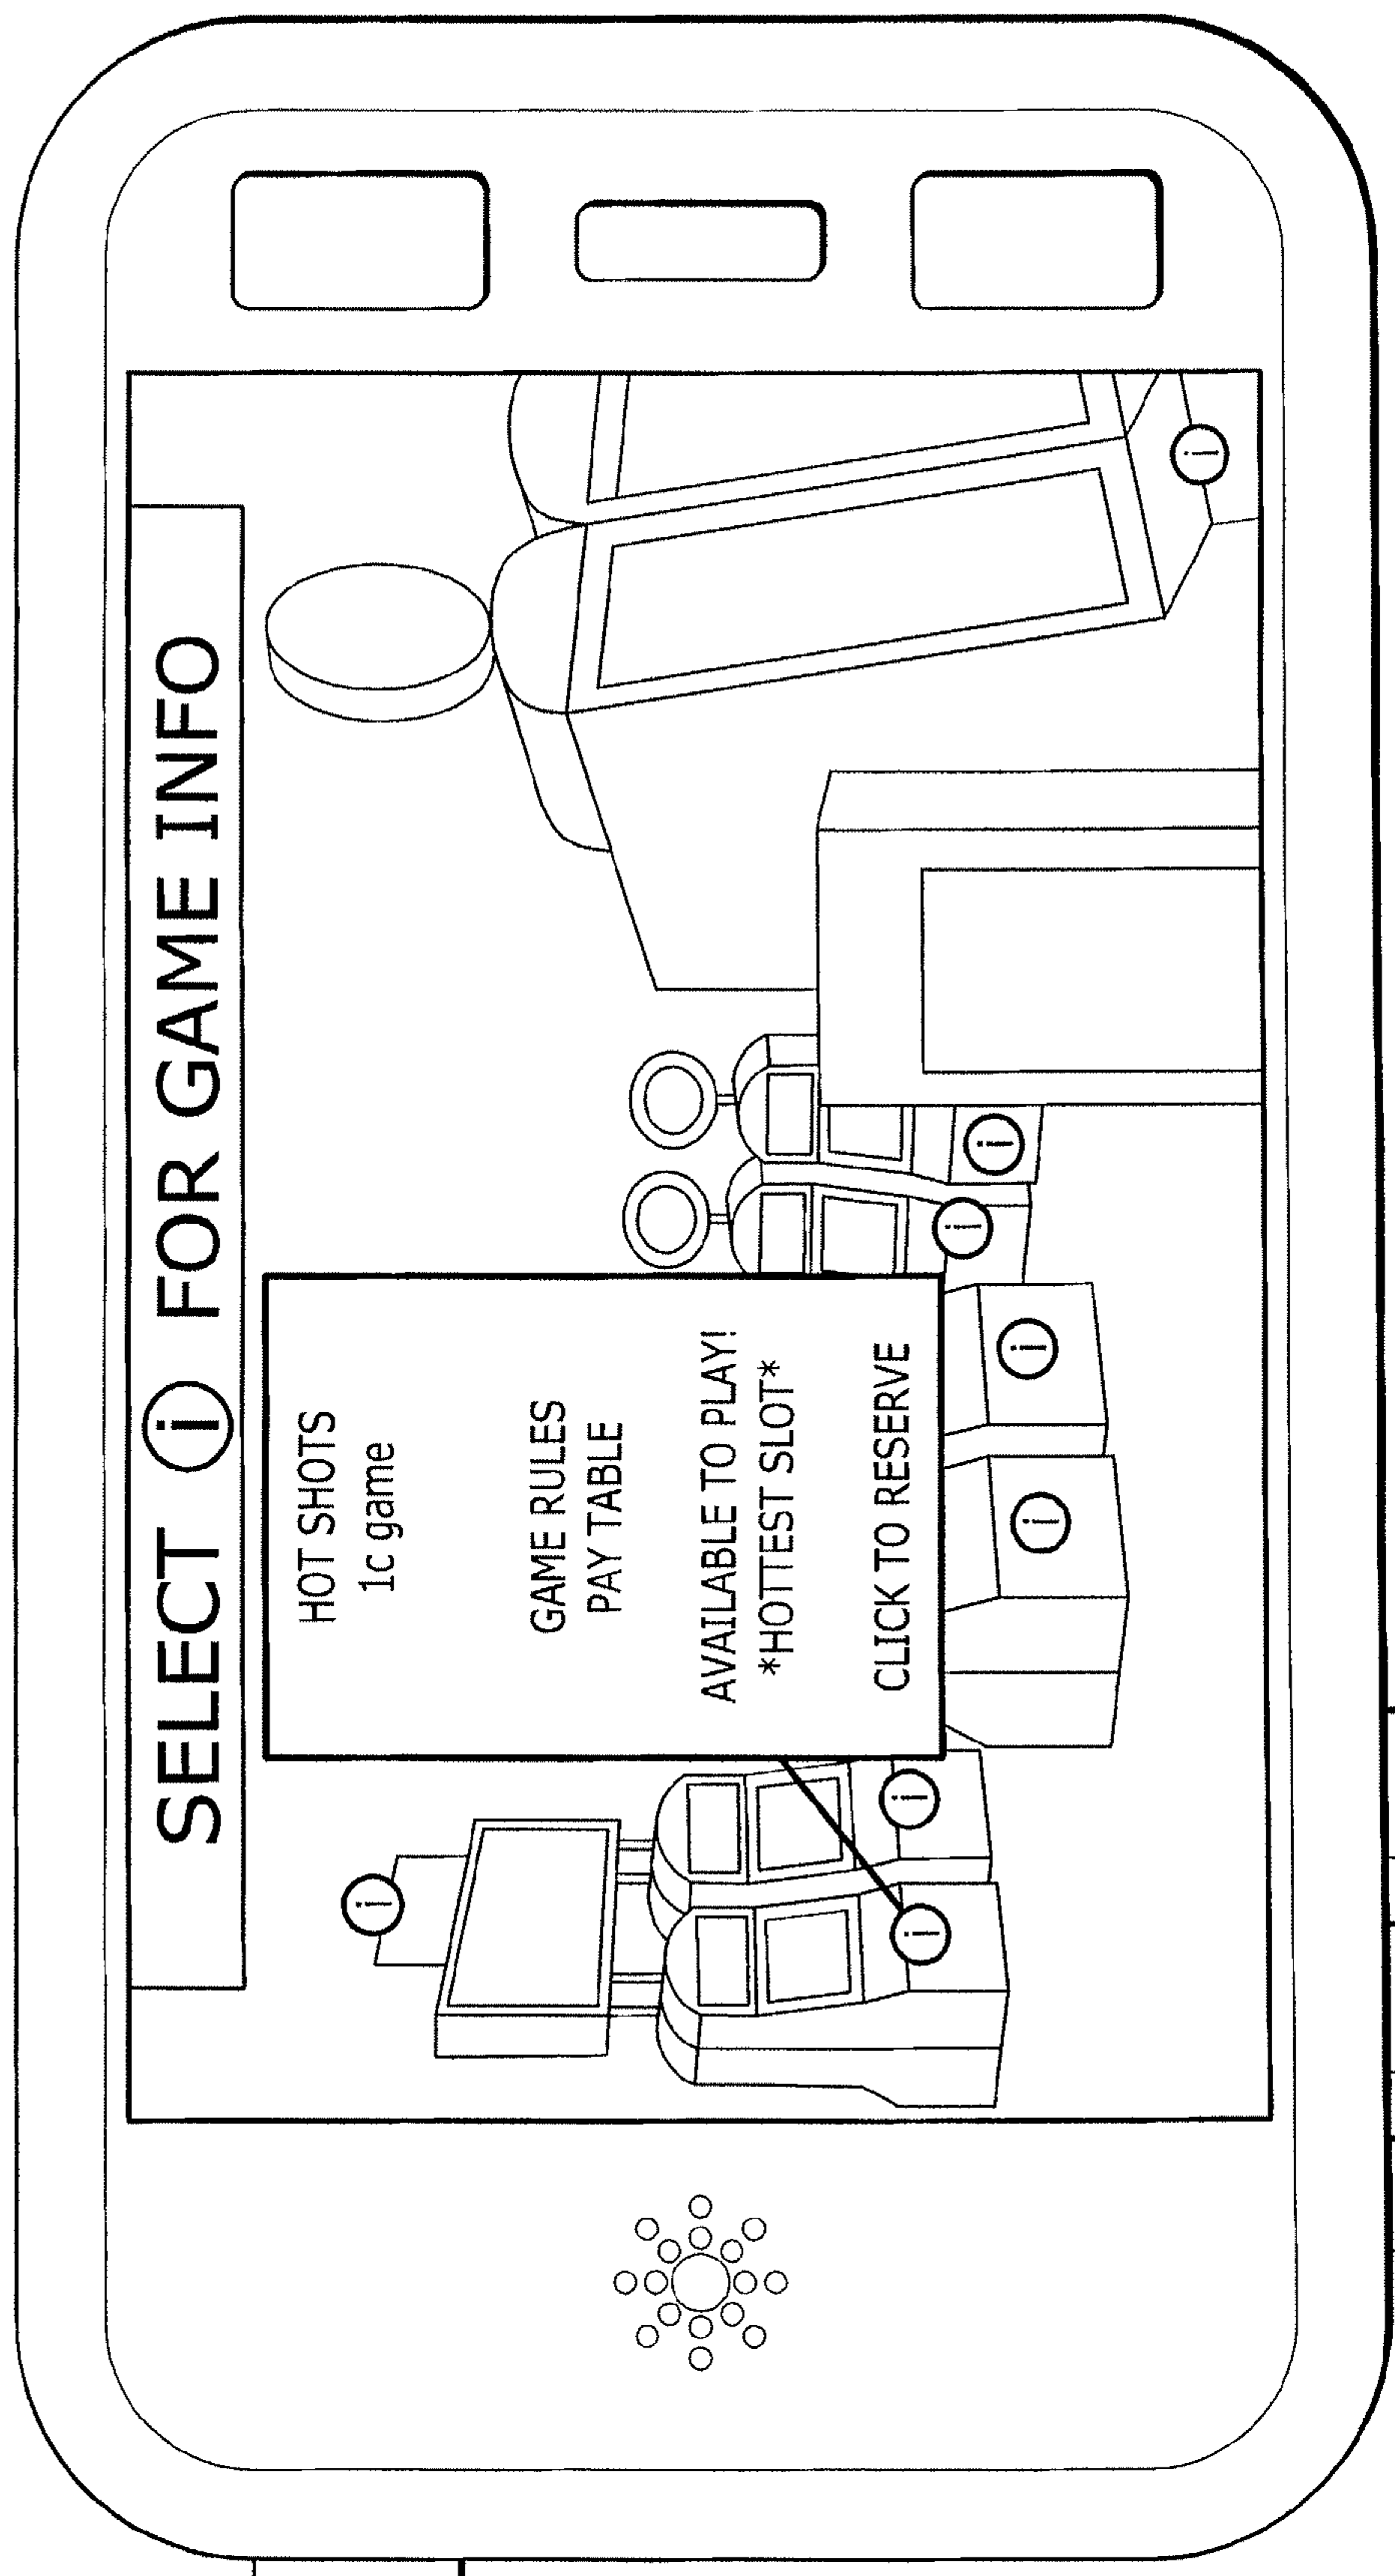 SELECT i FOR GAME INFO
HOT SHOTS
1c game
GAME RULES
PAY TABLE
AVAILABLE TO PLAY!
*HOTTEST SLOT*
CLICK TO RESERVE
i
i
i
i
i
i
i
i